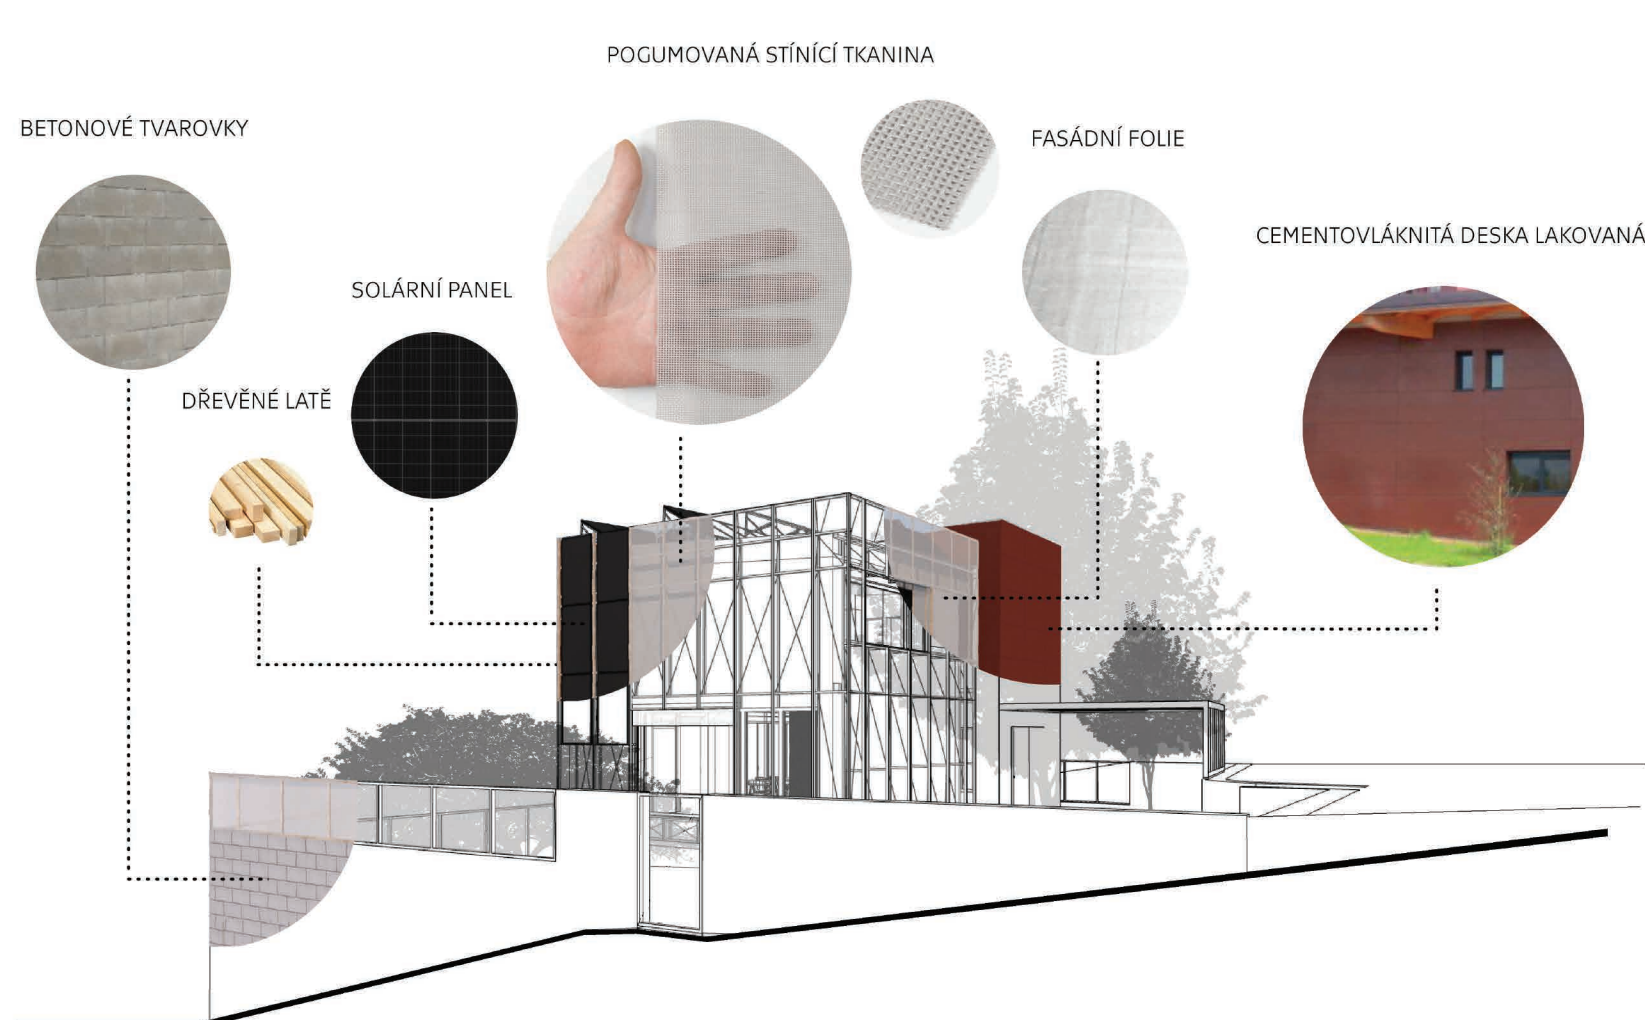 POGUMOVANÁ STÍNÍCÍ TKANINA
BETONOVÉ TVAROVKY
FASÁDNÍ FOLIE
CEMENTOVLÁKNITÁ DESKA LAKOVANÁ
SOLÁRNÍ PANEL
DŘEVĚNÉ LATĚ